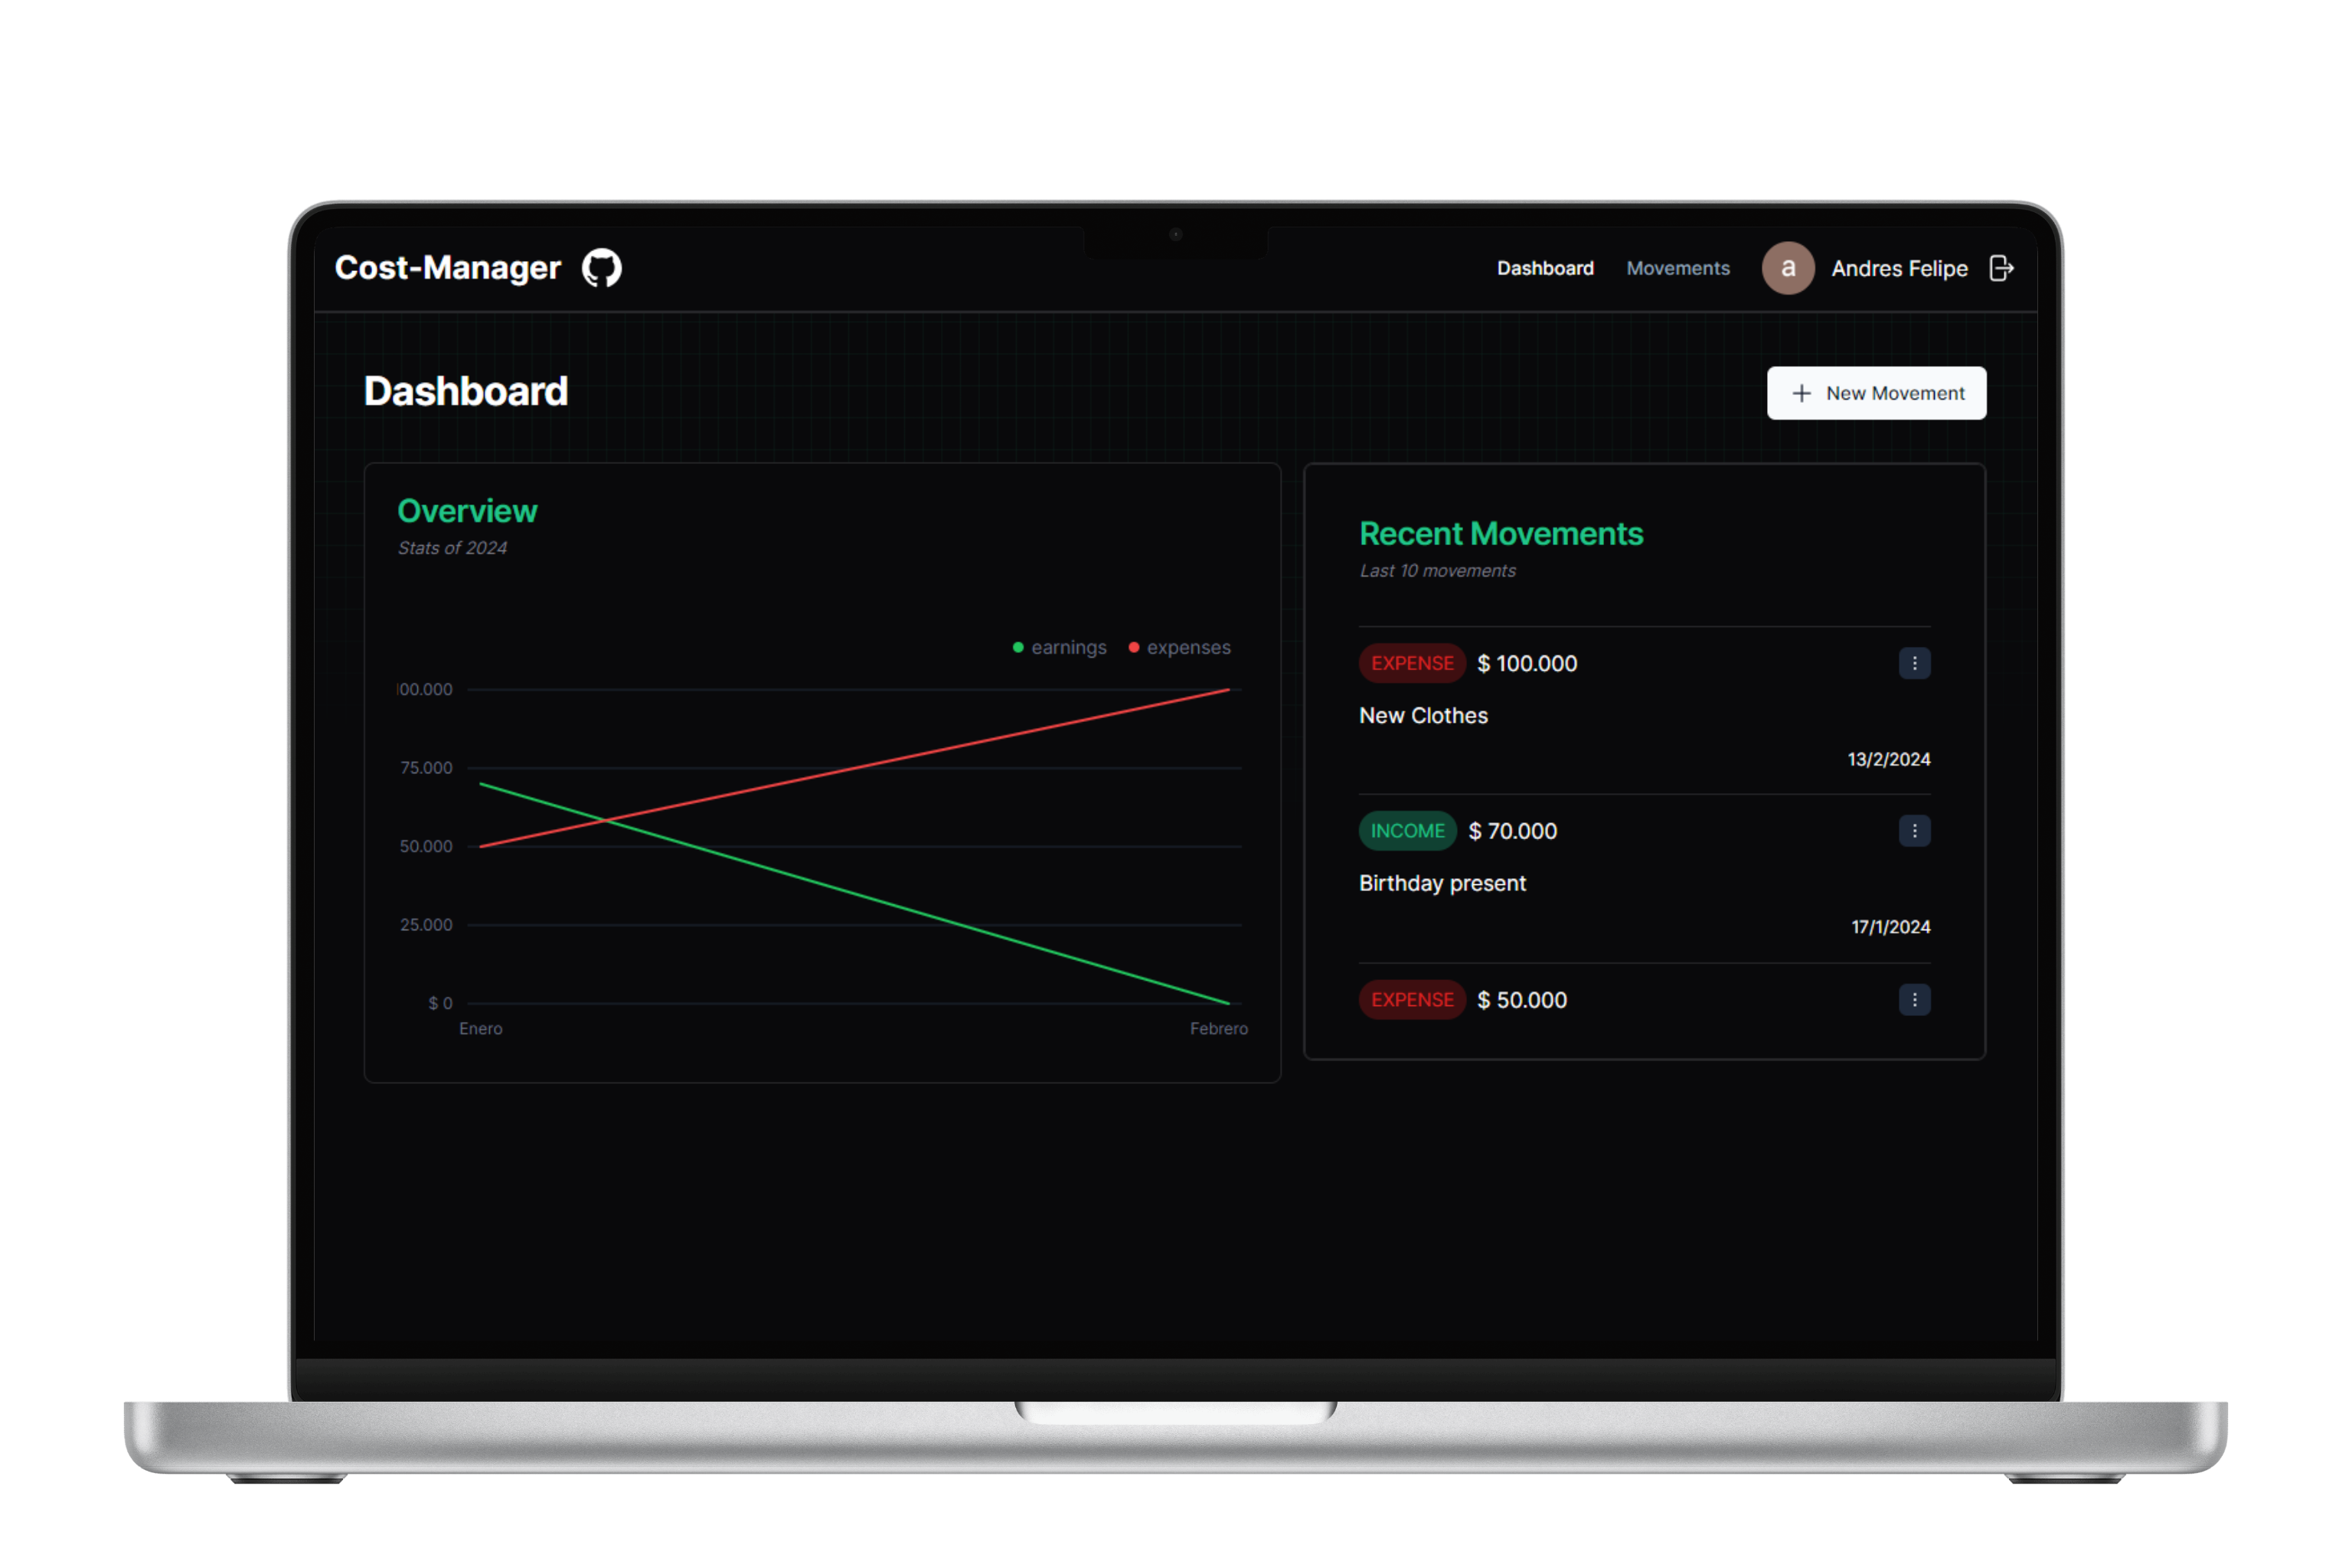 Cost-Manager
Dashboard Movements a Andres Felipe
Dashboard
+ New Movement
Overview
Stats of 2024
earnings expenses
00.000
75.000
50.000
25.000
$ 0
Enero Febrero
Recent Movements
Last 10 movements
EXPENSE $ 100.000
New Clothes
13/2/2024
INCOME $ 70.000
Birthday present
17/1/2024
EXPENSE $ 50.000